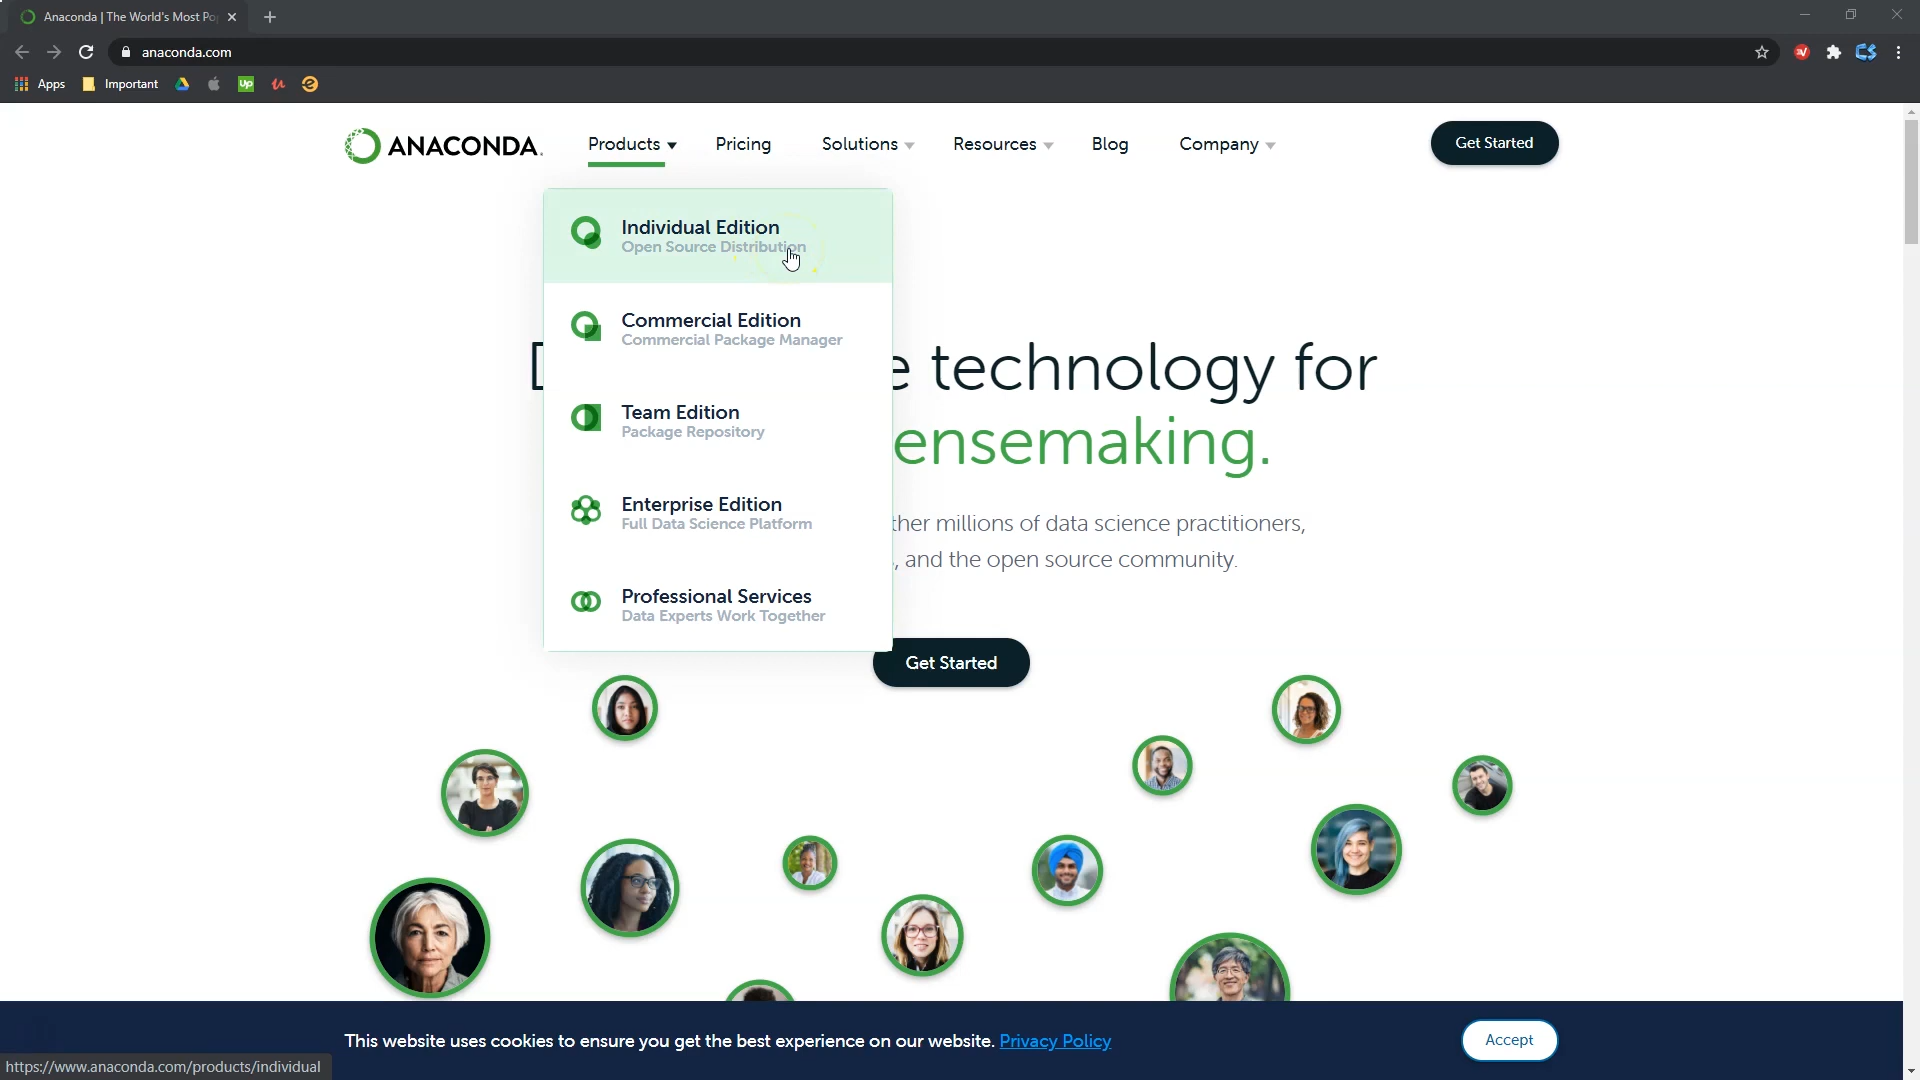 Anaconda | The World's Most Po
anaconda.com
Apps
Important
up
ANACONDA.
Products
Pricing
Solutions
Resources
Blog
Company
Get Started
Individual Edition
Open Source Distribution
Commercial Edition
Commercial Package Manager
Team Edition
Package Repository
Enterprise Edition
Full Data Science Platform
Professional Services
Data Experts Work Together
e technology for
ensemaking.
ther millions of data science practitioners,
, and the open source community.
Get Started
This website uses cookies to ensure you get the best experience on our website. Privacy Policy
Accept
https://www.anaconda.com/products/individual